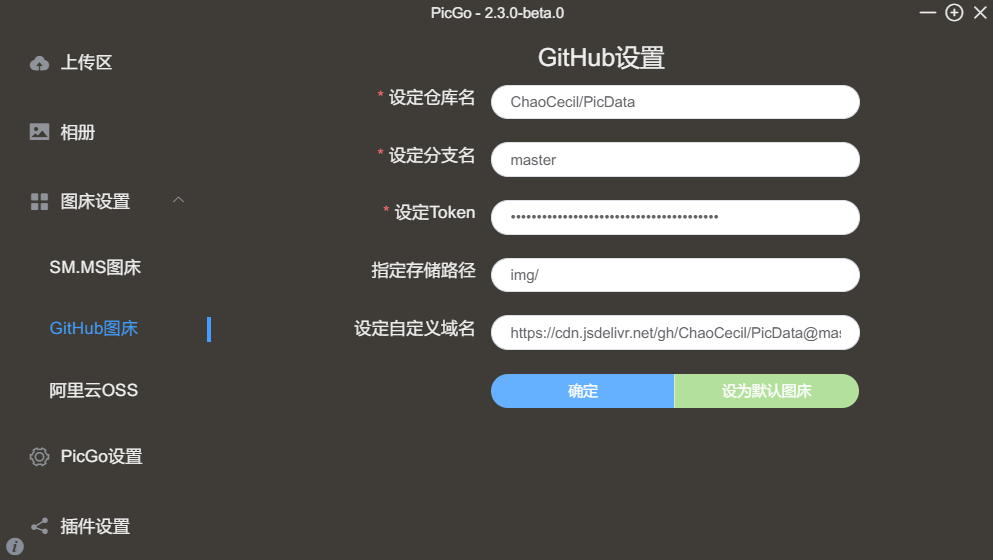 PicGo - 2.3.0-beta.0
上传区
相册
图床设置
SM.MS图床
GitHub图床
阿里云OSS
PicGo设置
插件设置
GitHub设置
* 设定仓库名 ChaoCecil/PicData
* 设定分支名 master
* 设定Token ••••••••••••••••••••••••••••••••••••••••
指定存储路径 img/
设定自定义域名 https://cdn.jsdelivr.net/gh/ChaoCecil/PicData@mas
确定 设为默认图床